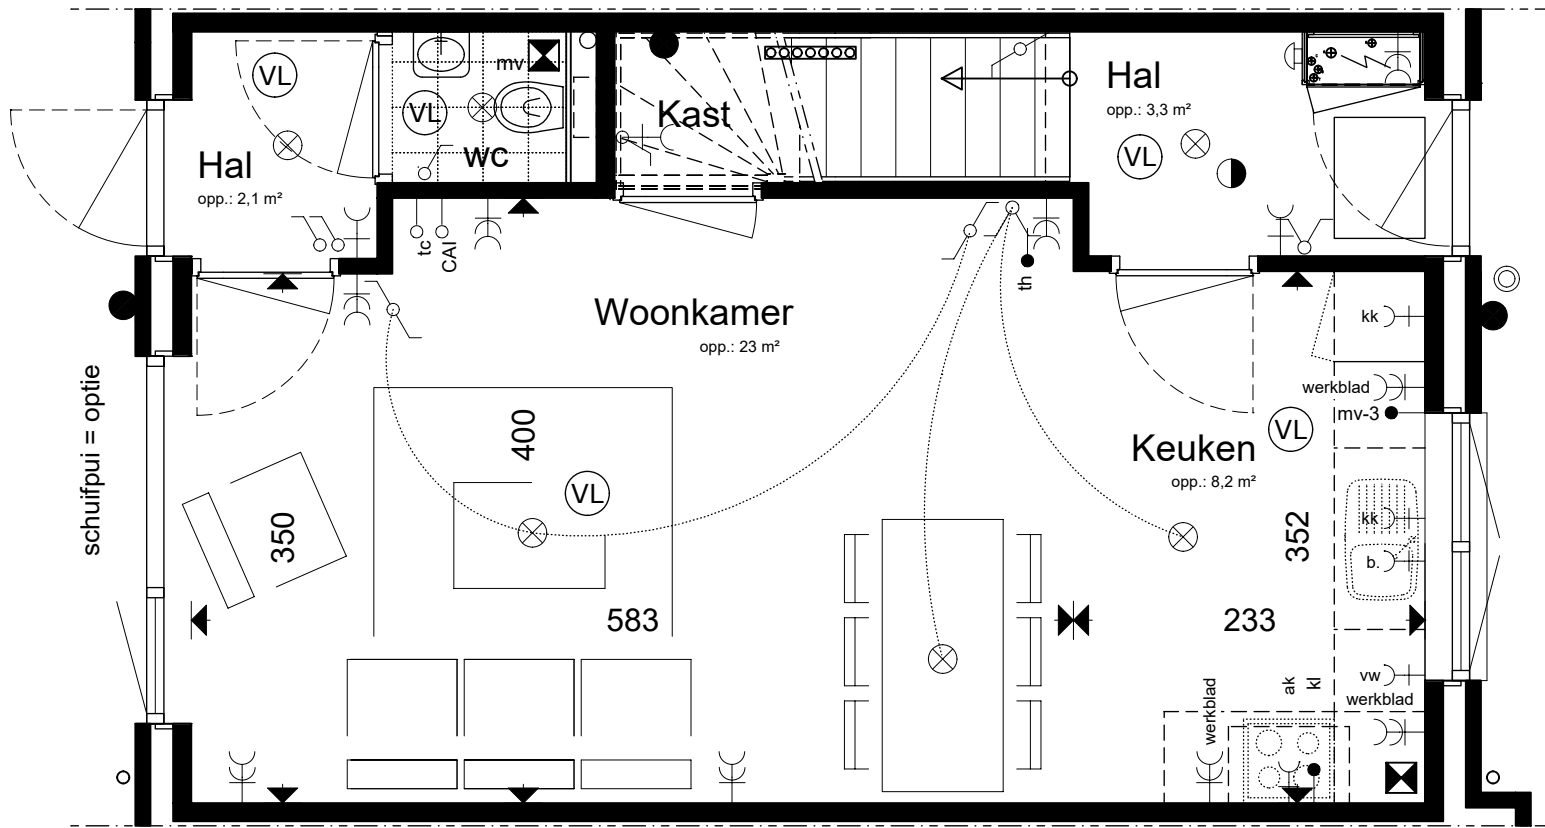 VL
mv
Hal
opp.: 3,3 m²
VL
Kast
wc
VL
Hal
opp.: 2,1 m²
tc
CAI
th
Woonkamer
opp.: 23 m²
kk
werkblad
mv-3
schuifpui = optie
400
VL
Keuken
opp.: 8,2 m²
VL
VL
350
352
kk
b.
583
233
vw
werkblad
ak
kl
werkblad